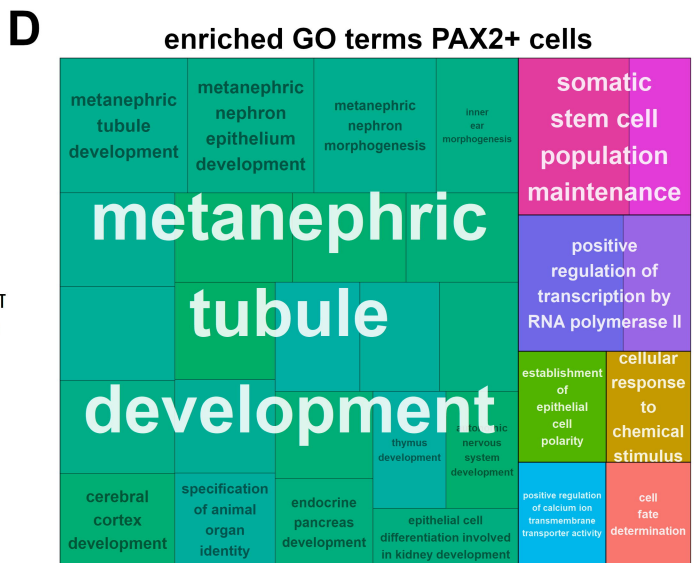 D
enriched GO terms PAX2+ cells
metanephric
tubule
development
metanephric
nephron
epithelium
development
metanephric
nephron
morphogenesis
inner
ear
morphogenesis
somatic
stem cell
population
maintenance
metanephric
tubule
development
positive
regulation of
transcription by
RNA polymerase II
T
establishment
of
epithelial
cell
polarity
cellular
response
to
chemical
stimulus
thymus
development
nervous
system
development
cerebral
cortex
development
specification
of animal
organ
identity
endocrine
pancreas
development
epithelial cell
differentiation involved
in kidney development
positive regulation
of calcium ion
transmembrane
transporter activity
cell
fate
determination